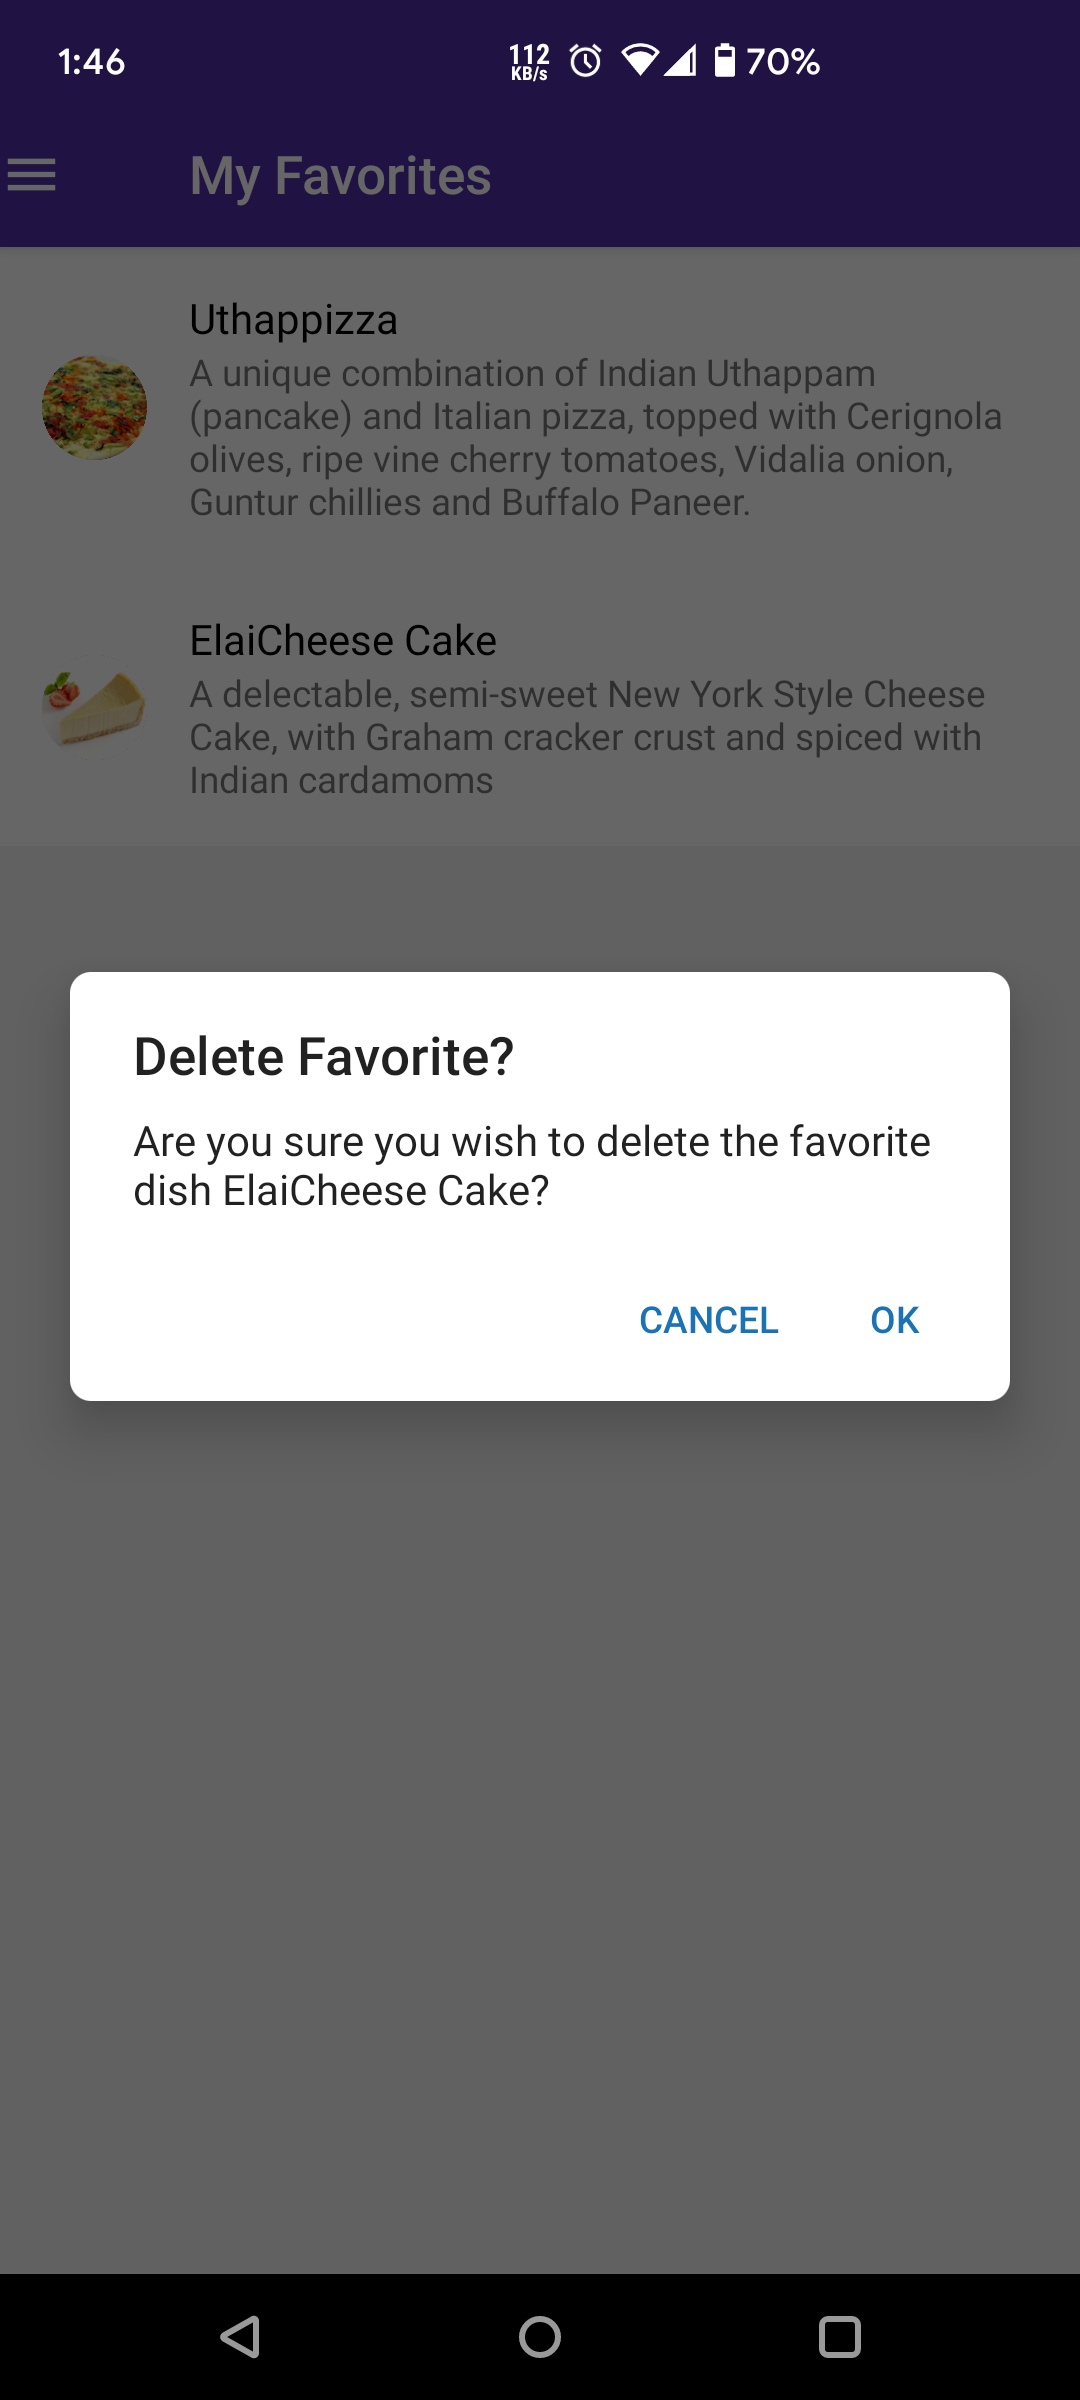 1:46
112
KB/s
70%
My Favorites
Uthappizza
A unique combination of Indian Uthappam
(pancake) and Italian pizza, topped with Cerignola
olives, ripe vine cherry tomatoes, Vidalia onion,
Guntur chillies and Buffalo Paneer.
ElaiCheese Cake
A delectable, semi-sweet New York Style Cheese
Cake, with Graham cracker crust and spiced with
Indian cardamoms
Delete Favorite?
Are you sure you wish to delete the favorite
dish ElaiCheese Cake?
CANCEL OK